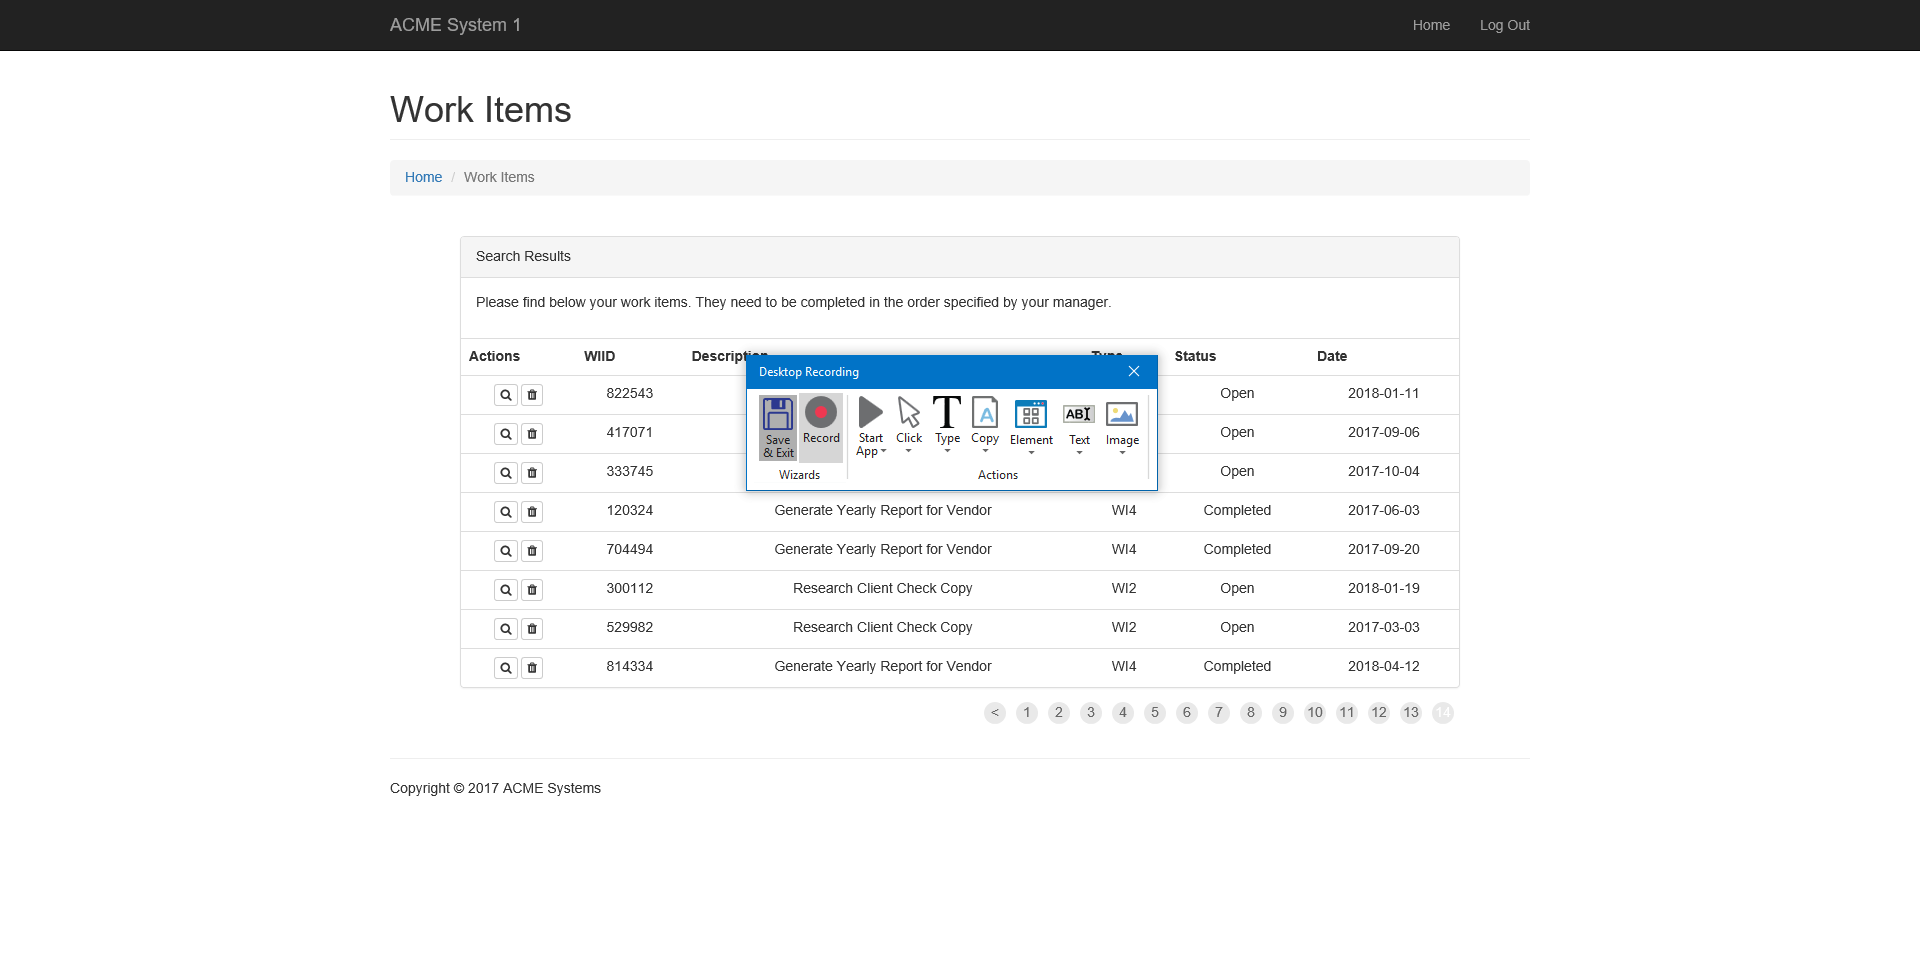 ACME System 1 Home Log Out
Work Items
Home / Work Items
Search Results
Please find below your work items. They need to be completed in the order specified by your manager.
Actions WIID Description Type Status Date
Desktop Recording
822543 Open 2018-01-11
417071 Open 2017-09-06
333745 Open 2017-10-04
Save & Exit Record Start App Click Type Copy Element Text Image
Wizards Actions
120324 Generate Yearly Report for Vendor WI4 Completed 2017-06-03
704494 Generate Yearly Report for Vendor WI4 Completed 2017-09-20
300112 Research Client Check Copy WI2 Open 2018-01-19
529982 Research Client Check Copy WI2 Open 2017-03-03
814334 Generate Yearly Report for Vendor WI4 Completed 2018-04-12
< 1 2 3 4 5 6 7 8 9 10 11 12 13 14
Copyright © 2017 ACME Systems